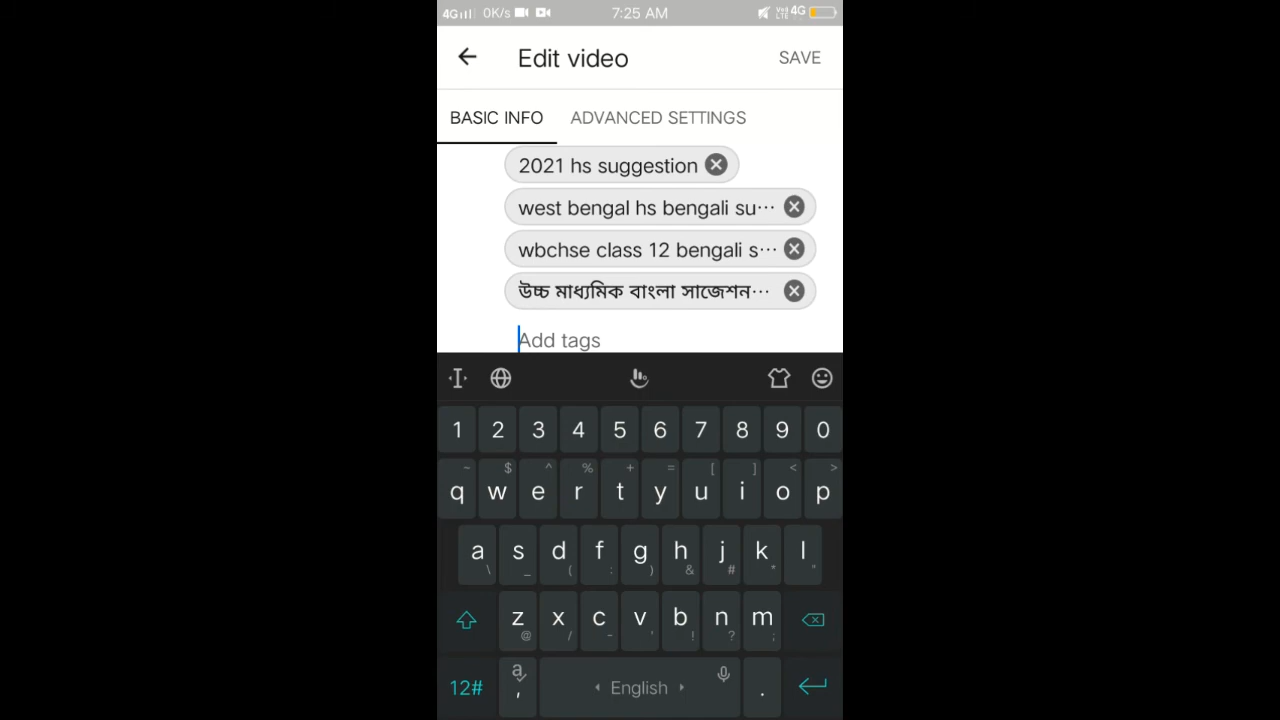 4G 0K/s 7:25 AM VoLTE 4G
Edit video SAVE
BASIC INFO ADVANCED SETTINGS
2021 hs suggestion
west bengal hs bengali su···
wbchse class 12 bengali s···
উচ্চ মাধ্যমিক বাংলা সাজেশন···
Add tags
1 2 3 4 5 6 7 8 9 0
~ $ ^ % + = [ ] < >
q w e r t y u i o p
a s d f g h j k l
\ _ ( : ) & # * "
z x c v b n m
@ / - ' ! ? ;
12# a , English .